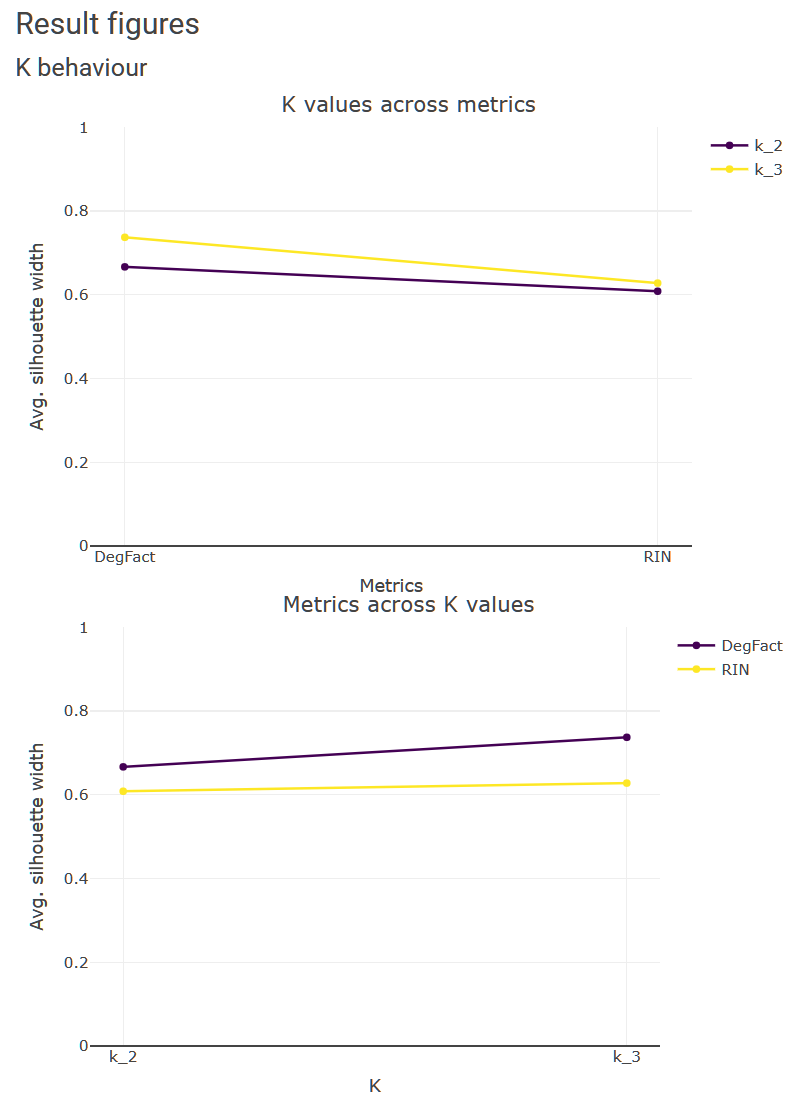 Result figures
K behaviour
K values across metrics
1
k_2
k_3
0.8
0.6
0.4
0.2
0
Avg. silhouette width
DegFact
RIN
Metrics
Metrics across K values
1
DegFact
RIN
0.8
0.6
0.4
0.2
0
Avg. silhouette width
k_2
k_3
K